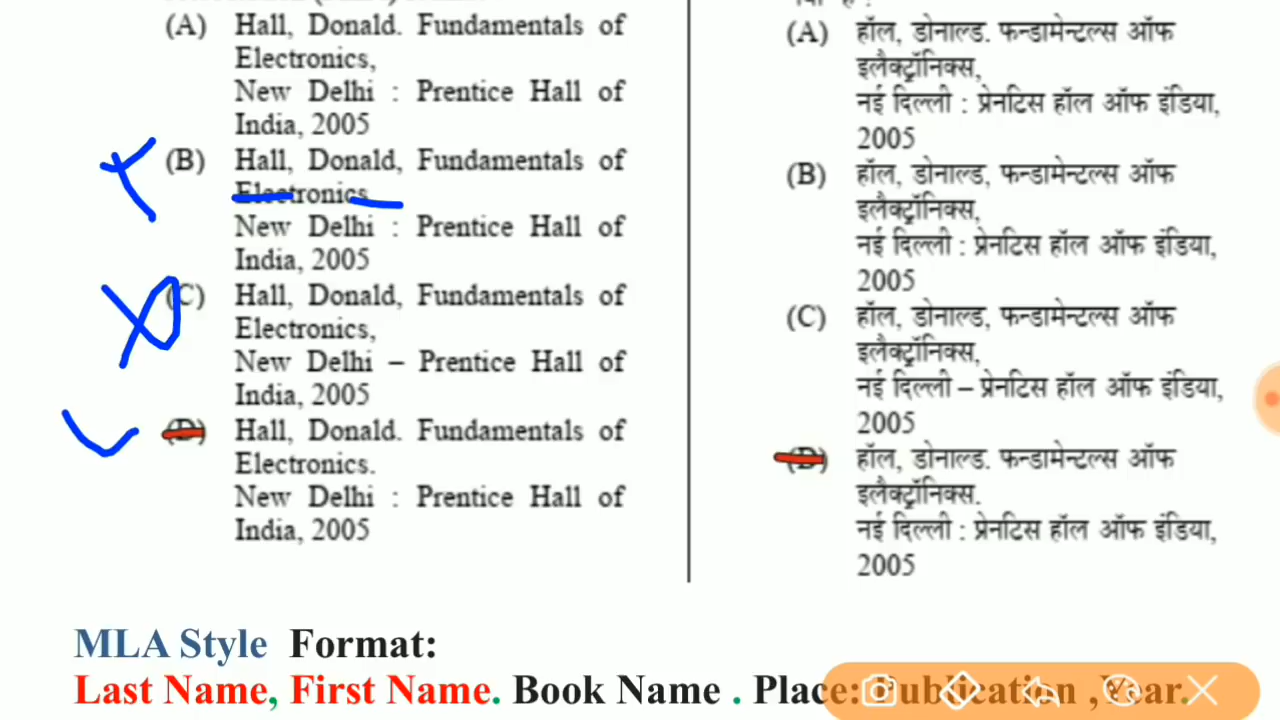 (A) Hall, Donald. Fundamentals of
Electronics,
New Delhi : Prentice Hall of
India, 2005
(B) Hall, Donald, Fundamentals of
Electronics
New Delhi : Prentice Hall of
India, 2005
(C) Hall, Donald, Fundamentals of
Electronics,
New Delhi – Prentice Hall of
India, 2005
(D) Hall, Donald. Fundamentals of
Electronics.
New Delhi : Prentice Hall of
India, 2005
(A) हॉल, डोनाल्ड. फन्डामेन्टल्स ऑफ
इलैक्ट्रॉनिक्स,
नई दिल्ली : प्रेनटिस हॉल ऑफ इंडिया,
2005
(B) हॉल, डोनाल्ड, फन्डामेन्टल्स ऑफ
इलैक्ट्रॉनिक्स,
नई दिल्ली : प्रेनटिस हॉल ऑफ इंडिया,
2005
(C) हॉल, डोनाल्ड, फन्डामेन्टल्स ऑफ
इलैक्ट्रॉनिक्स,
नई दिल्ली – प्रेनटिस हॉल ऑफ इंडिया,
2005
(D) हॉल, डोनाल्ड. फन्डामेन्टल्स ऑफ
इलैक्ट्रॉनिक्स.
नई दिल्ली : प्रेनटिस हॉल ऑफ इंडिया,
2005
MLA Style Format:
Last Name, First Name. Book Name . Place: Publication ,Year.